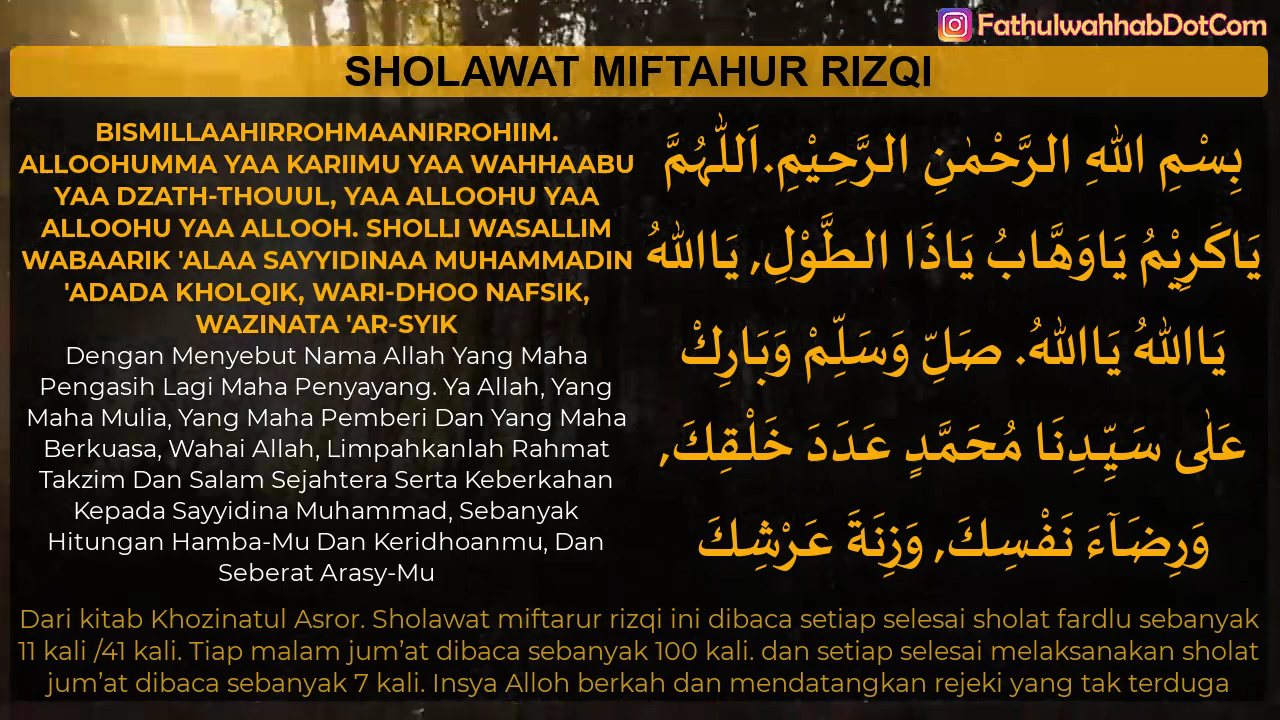 FathulwahhabDotCom
SHOLAWAT MIFTAHUR RIZQI
BISMILLAAHIRROHMAANIRROHIIM.
ALLOOHUMMA YAA KARIIMU YAA WAHHAABU
YAA DZATH-THOUUL, YAA ALLOOHU YAA
ALLOOHU YAA ALLOOH. SHOLLI WASALLIM
WABAARIK 'ALAA SAYYIDINAA MUHAMMADIN
'ADADA KHOLQIK, WARI-DHOO NAFSIK,
WAZINATA 'AR-SYIK
Dengan Menyebut Nama Allah Yang Maha
Pengasih Lagi Maha Penyayang. Ya Allah, Yang
Maha Mulia, Yang Maha Pemberi Dan Yang Maha
Berkuasa, Wahai Allah, Limpahkanlah Rahmat
Takzim Dan Salam Sejahtera Serta Keberkahan
Kepada Sayyidina Muhammad, Sebanyak
Hitungan Hamba-Mu Dan Keridhoanmu, Dan
Seberat Arasy-Mu
بِسْمِ اللهِ الرَّحْمٰنِ الرَّحِيْمِ.اَللّٰهُمَّ
يَاكَرِيْمُ يَاوَهَّابُ يَاذَا الطَّوْلِ, يَااللهُ
يَااللهُ يَااللهُ. صَلِّ وَسَلِّمْ وَبَارِكْ
عَلٰى سَيِّدِنَا مُحَمَّدٍ عَدَدَ خَلْقِكَ,
وَرِضَآءَ نَفْسِكَ, وَزِنَةَ عَرْشِكَ
Dari kitab Khozinatul Asror. Sholawat miftarur rizqi ini dibaca setiap selesai sholat fardlu sebanyak
11 kali /41 kali. Tiap malam jum’at dibaca sebanyak 100 kali. dan setiap selesai melaksanakan sholat
jum’at dibaca sebanyak 7 kali. Insya Alloh berkah dan mendatangkan rejeki yang tak terduga